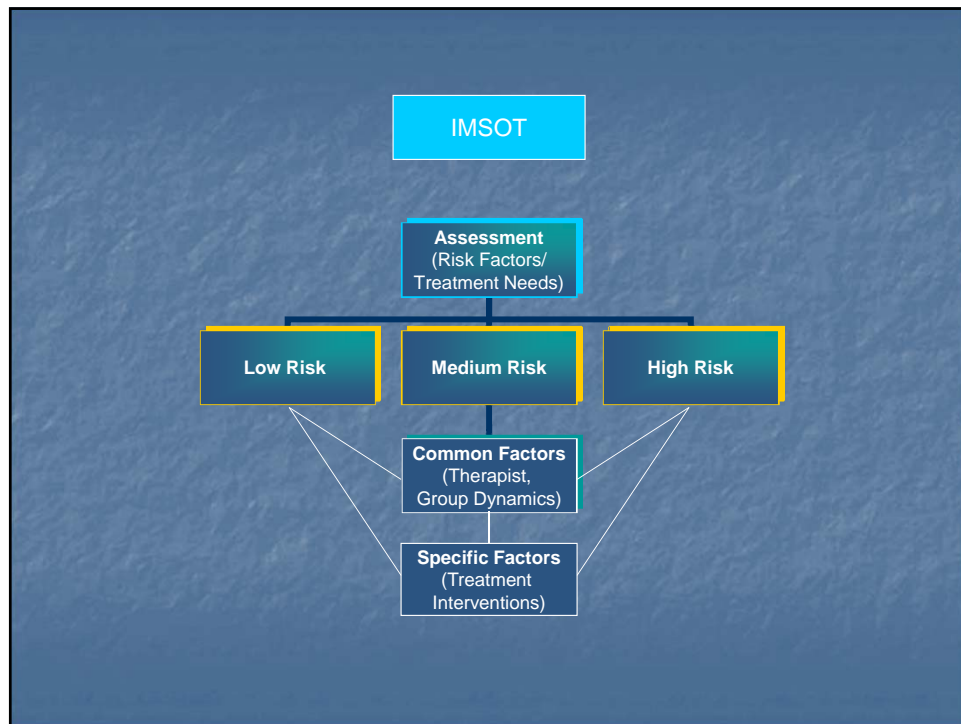 IMSOT
Assessment
(Risk Factors/
Treatment Needs)
Low Risk
Medium Risk
High Risk
Common Factors
(Therapist,
Group Dynamics)
Specific Factors
(Treatment
Interventions)